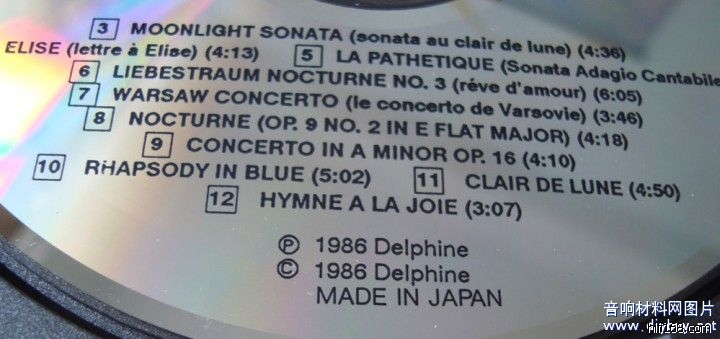 3 MOONLIGHT SONATA (sonata au clair de lune) (4:36)
ELISE (lettre à Elise) (4:13) 5 LA PATHETIQUE (Sonata Adagio Cantabile
6 LIEBESTRAUM NOCTURNE NO. 3 (réve d'amour) (6:05)
7 WARSAW CONCERTO (le concerto de Varsovie) (3:46)
8 NOCTURNE (OP. 9 NO. 2 IN E FLAT MAJOR) (4:18)
9 CONCERTO IN A MINOR OP. 16 (4:10)
10 RHAPSODY IN BLUE (5:02) 11 CLAIR DE LUNE (4:50)
12 HYMNE A LA JOIE (3:07)
℗ 1986 Delphine
© 1986 Delphine
MADE IN JAPAN
音响材料网图片